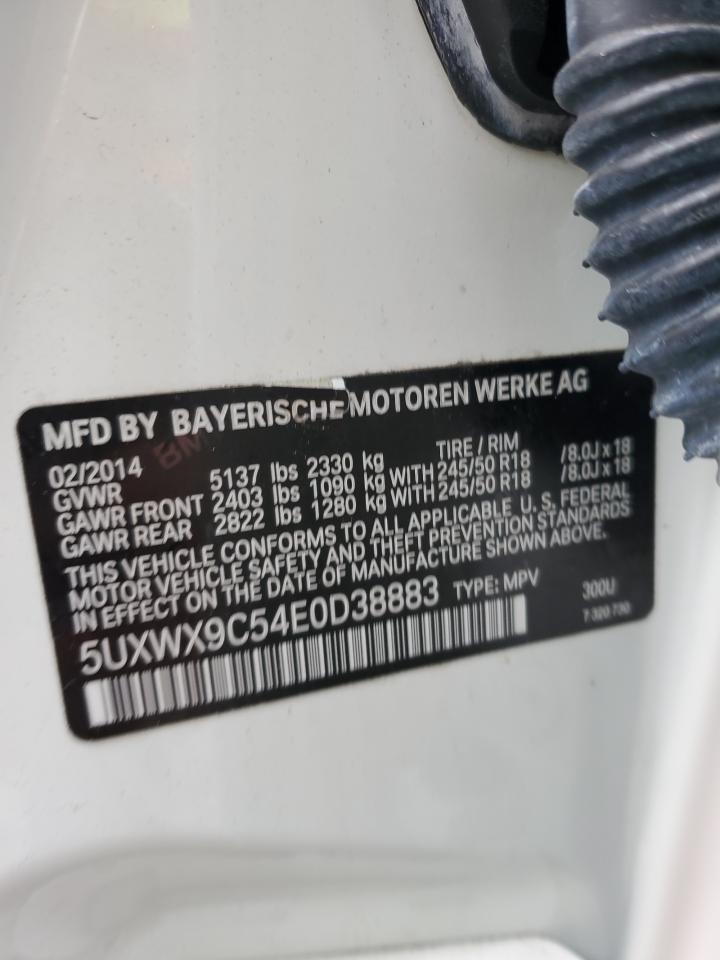 MFD BY BAYERISCHE MOTOREN WERKE AG
02/2014 TIRE / RIM
GVWR 5137 lbs 2330 kg
GAWR FRONT 2403 lbs 1090 kg WITH 245/50 R18 /8.0J x 18
GAWR REAR 2822 lbs 1280 kg WITH 245/50 R18 /8.0J x 18
THIS VEHICLE CONFORMS TO ALL APPLICABLE U. S. FEDERAL
MOTOR VEHICLE SAFETY AND THEFT PREVENTION STANDARDS
IN EFFECT ON THE DATE OF MANUFACTURE SHOWN ABOVE.
5UXWX9C54E0D38883 TYPE: MPV 300U
7 320 730